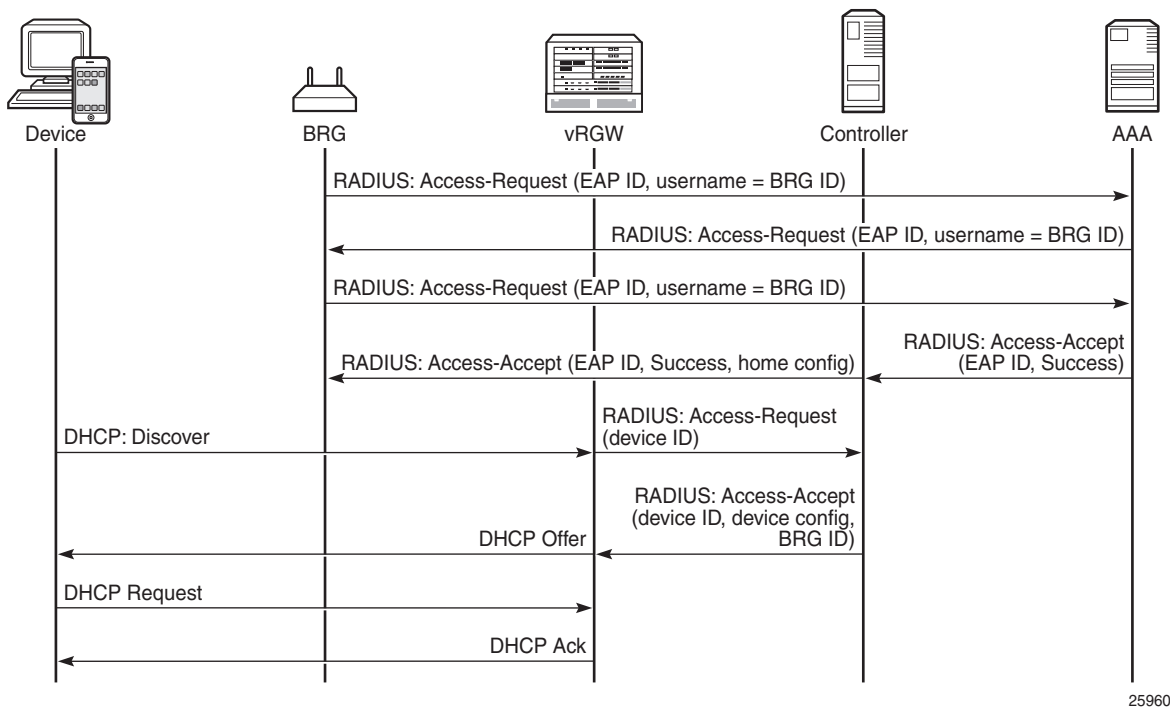 Device
BRG
vRGW
Controller
AAA
RADIUS: Access-Request (EAP ID, username = BRG ID)
RADIUS: Access-Request (EAP ID, username = BRG ID)
RADIUS: Access-Request (EAP ID, username = BRG ID)
RADIUS: Access-Accept
(EAP ID, Success)
RADIUS: Access-Accept (EAP ID, Success, home config)
RADIUS: Access-Request
(device ID)
DHCP: Discover
RADIUS: Access-Accept
(device ID, device config,
BRG ID)
DHCP Offer
DHCP Request
DHCP Ack
25960